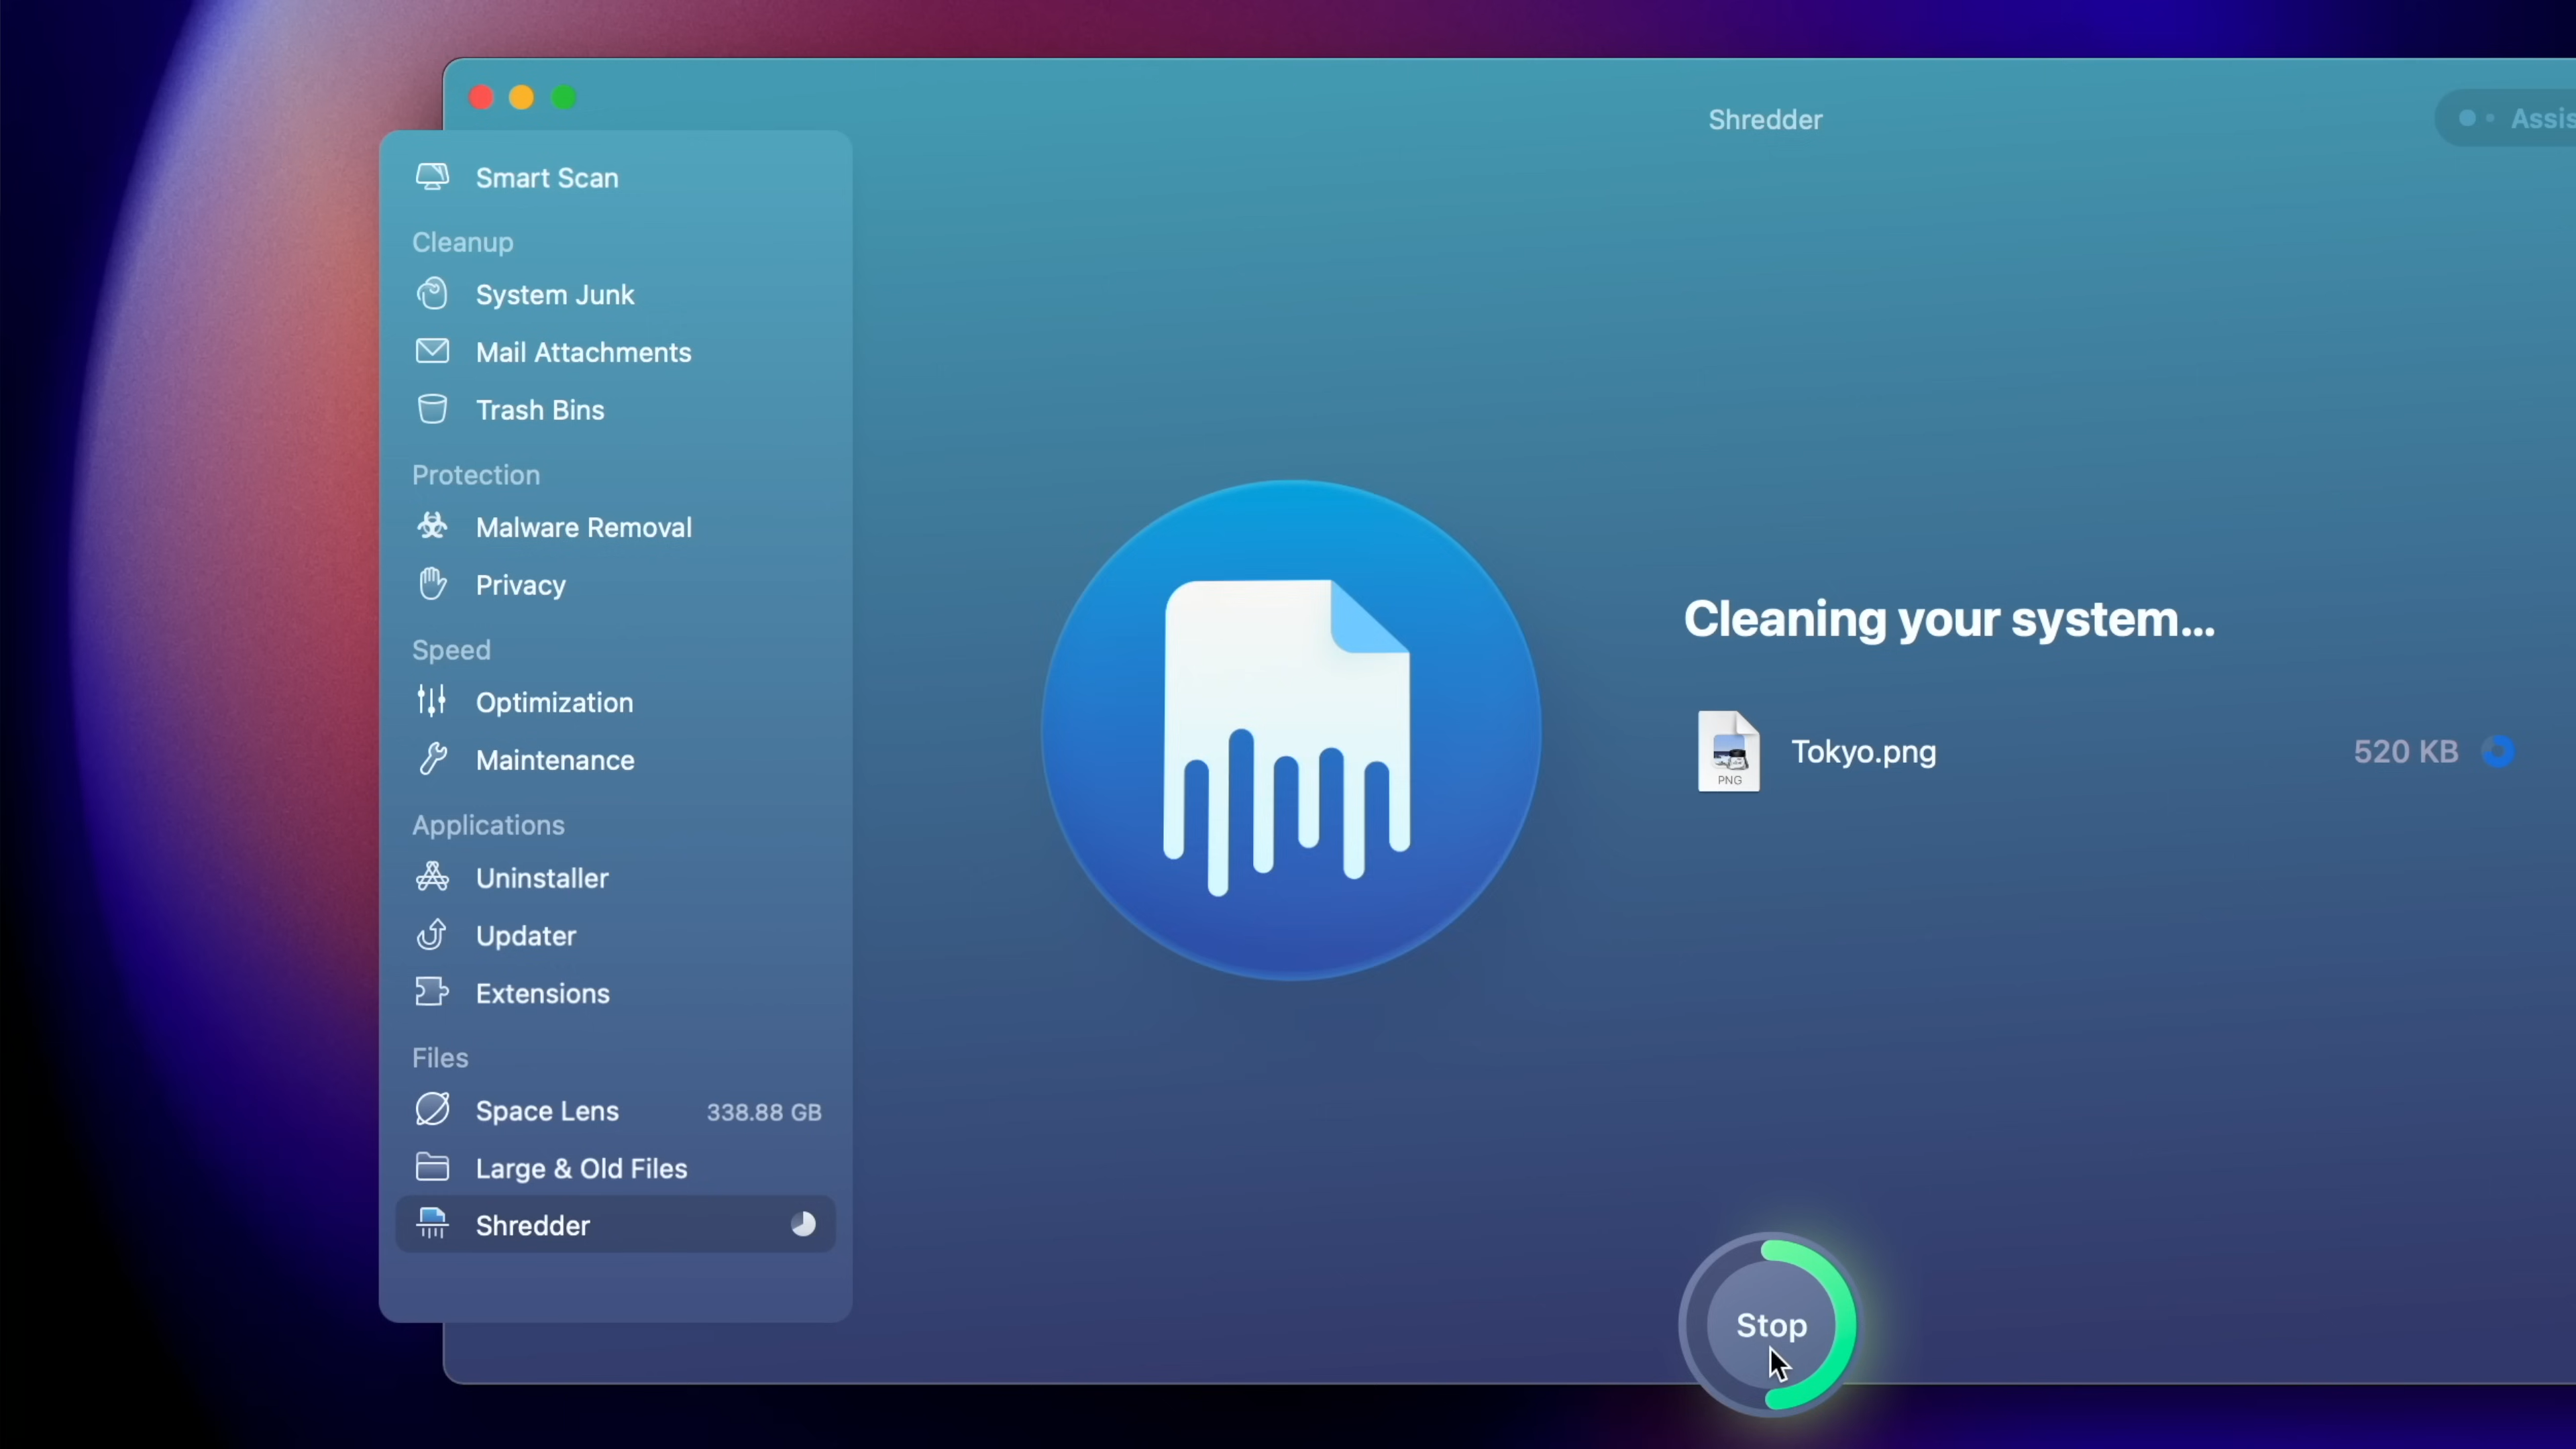 Shredder
Assis
Smart Scan
Cleanup
System Junk
Mail Attachments
Trash Bins
Protection
Malware Removal
Privacy
Speed
Optimization
Maintenance
Applications
Uninstaller
Updater
Extensions
Files
Space Lens 338.88 GB
Large & Old Files
Shredder
Cleaning your system...
PNG
Tokyo.png 520 KB
Stop